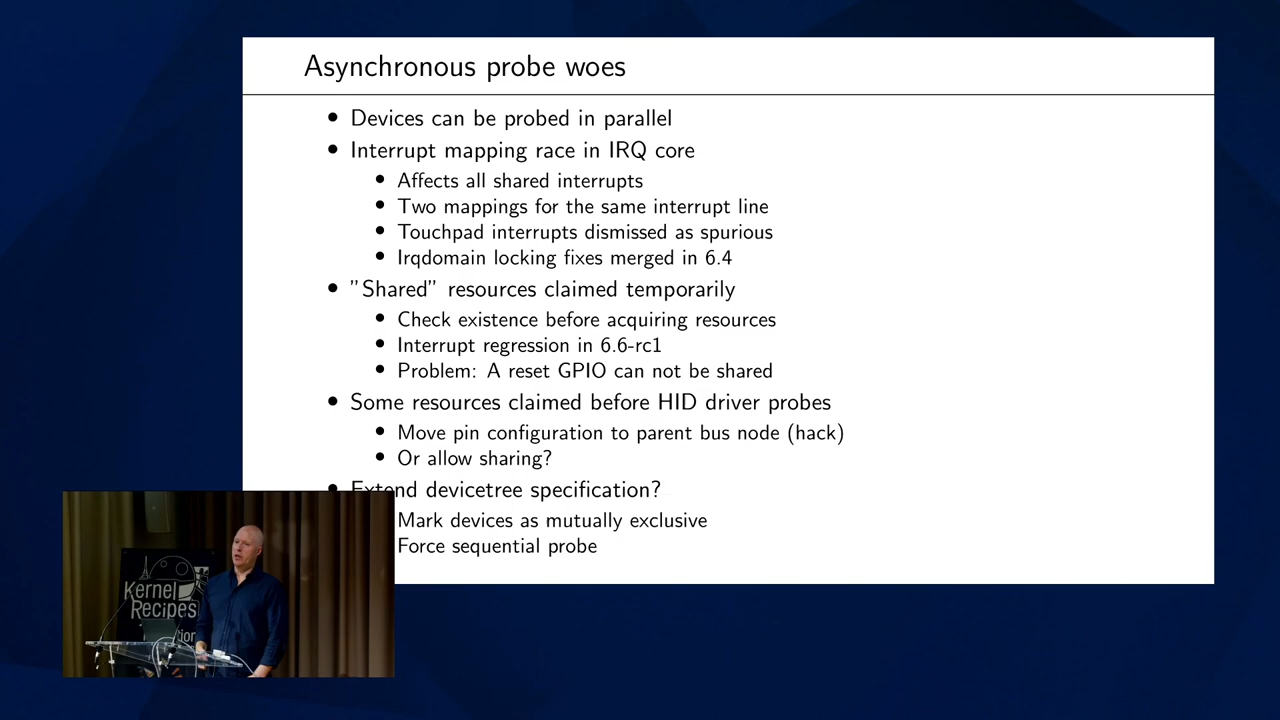 Asynchronous probe woes
• Devices can be probed in parallel
• Interrupt mapping race in IRQ core
• Affects all shared interrupts
• Two mappings for the same interrupt line
• Touchpad interrupts dismissed as spurious
• Irqdomain locking fixes merged in 6.4
• ”Shared” resources claimed temporarily
• Check existence before acquiring resources
• Interrupt regression in 6.6-rc1
• Problem: A reset GPIO can not be shared
• Some resources claimed before HID driver probes
• Move pin configuration to parent bus node (hack)
• Or allow sharing?
• Extend devicetree specification?
Mark devices as mutually exclusive
Force sequential probe
Kernel
Recipes